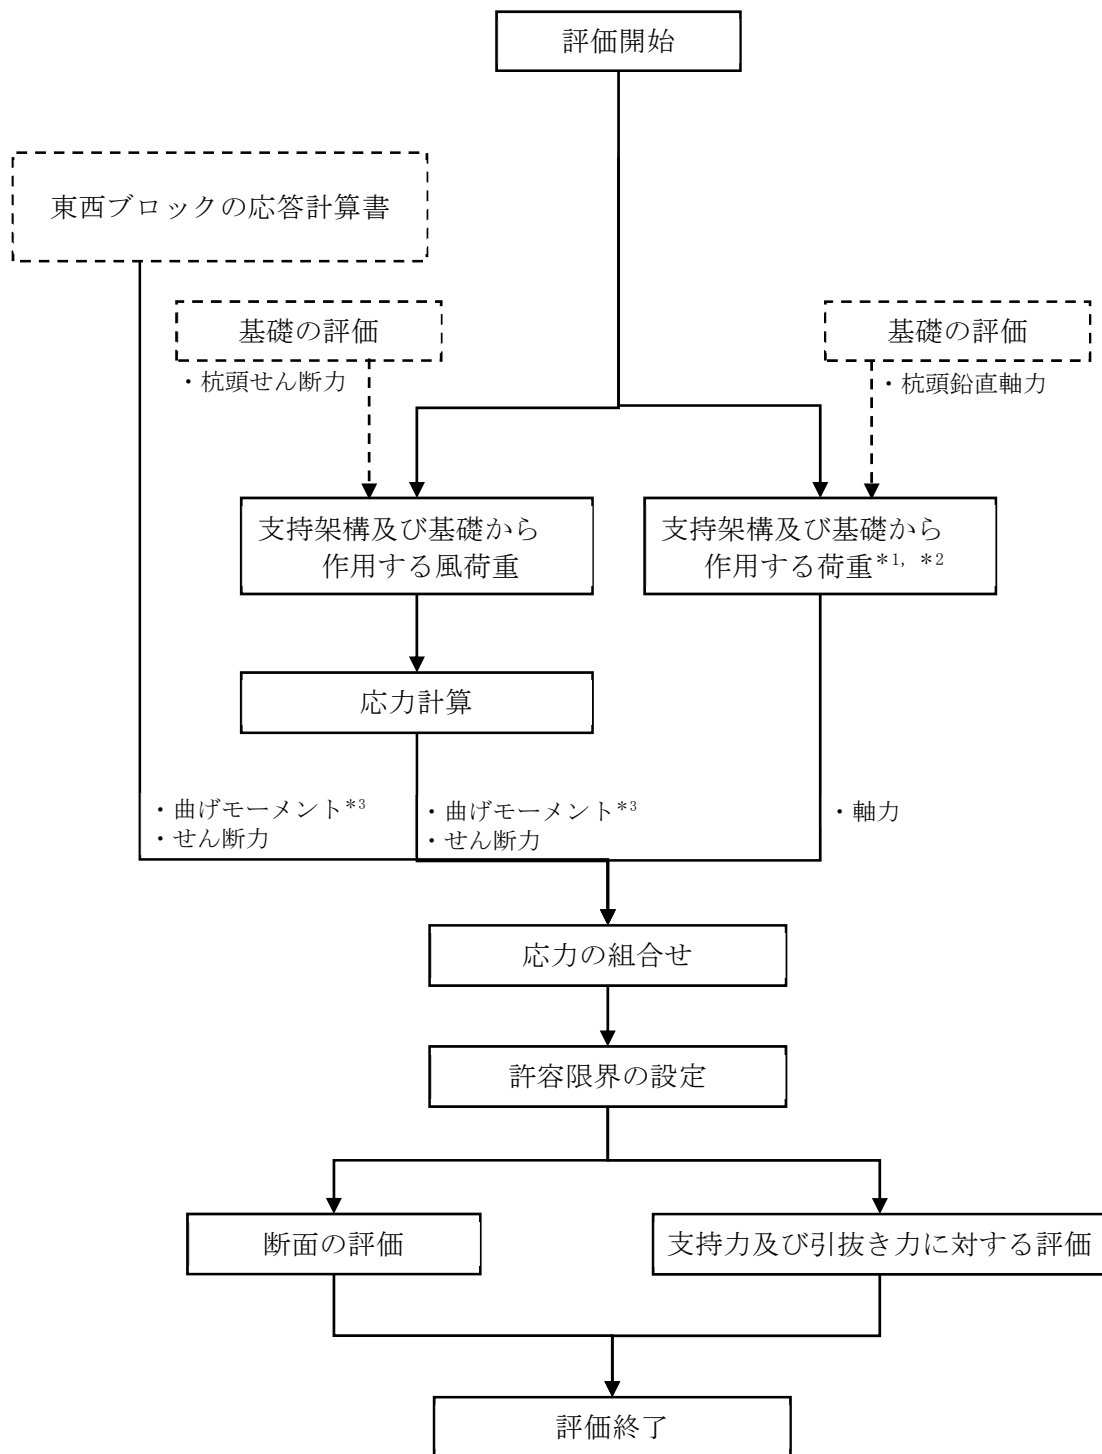 評価開始
東西ブロックの応答計算書
基礎の評価
・杭頭せん断力
基礎の評価
・杭頭鉛直軸力
支持架構及び基礎から
作用する風荷重
支持架構及び基礎から
作用する荷重*1, *2
応力計算
・曲げモーメント*3
・せん断力
・曲げモーメント*3
・せん断力
・軸力
応力の組合せ
許容限界の設定
断面の評価
支持力及び引抜き力に対する評価
評価終了